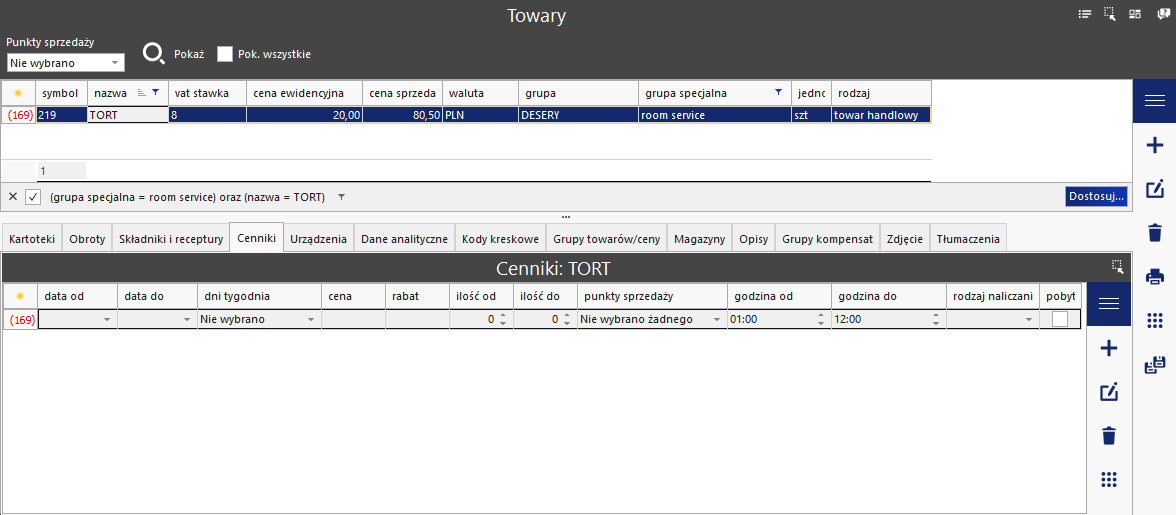 Towary
Punkty sprzedaży
Nie wybrano Pokaż Pok. wszystkie
symbol nazwa vat stawka cena ewidencyjna cena sprzeda waluta grupa grupa specjalna jednc rodzaj
(169) 219 TORT 8 20,00 80,50 PLN DESERY room service szt towar handlowy
1
(grupa specjalna = room service) oraz (nazwa = TORT) Dostosuj...
Kartoteki Obroty Składniki i receptury Cenniki Urządzenia Dane analityczne Kody kreskowe Grupy towarów/ceny Magazyny Opisy Grupy kompensat Zdjęcie Tłumaczenia
Cenniki: TORT
data od data do dni tygodnia cena rabat ilość od ilość do punkty sprzedaży godzina od godzina do rodzaj naliczani pobyt
(169) Nie wybrano 0 0 Nie wybrano żadnego 01:00 12:00